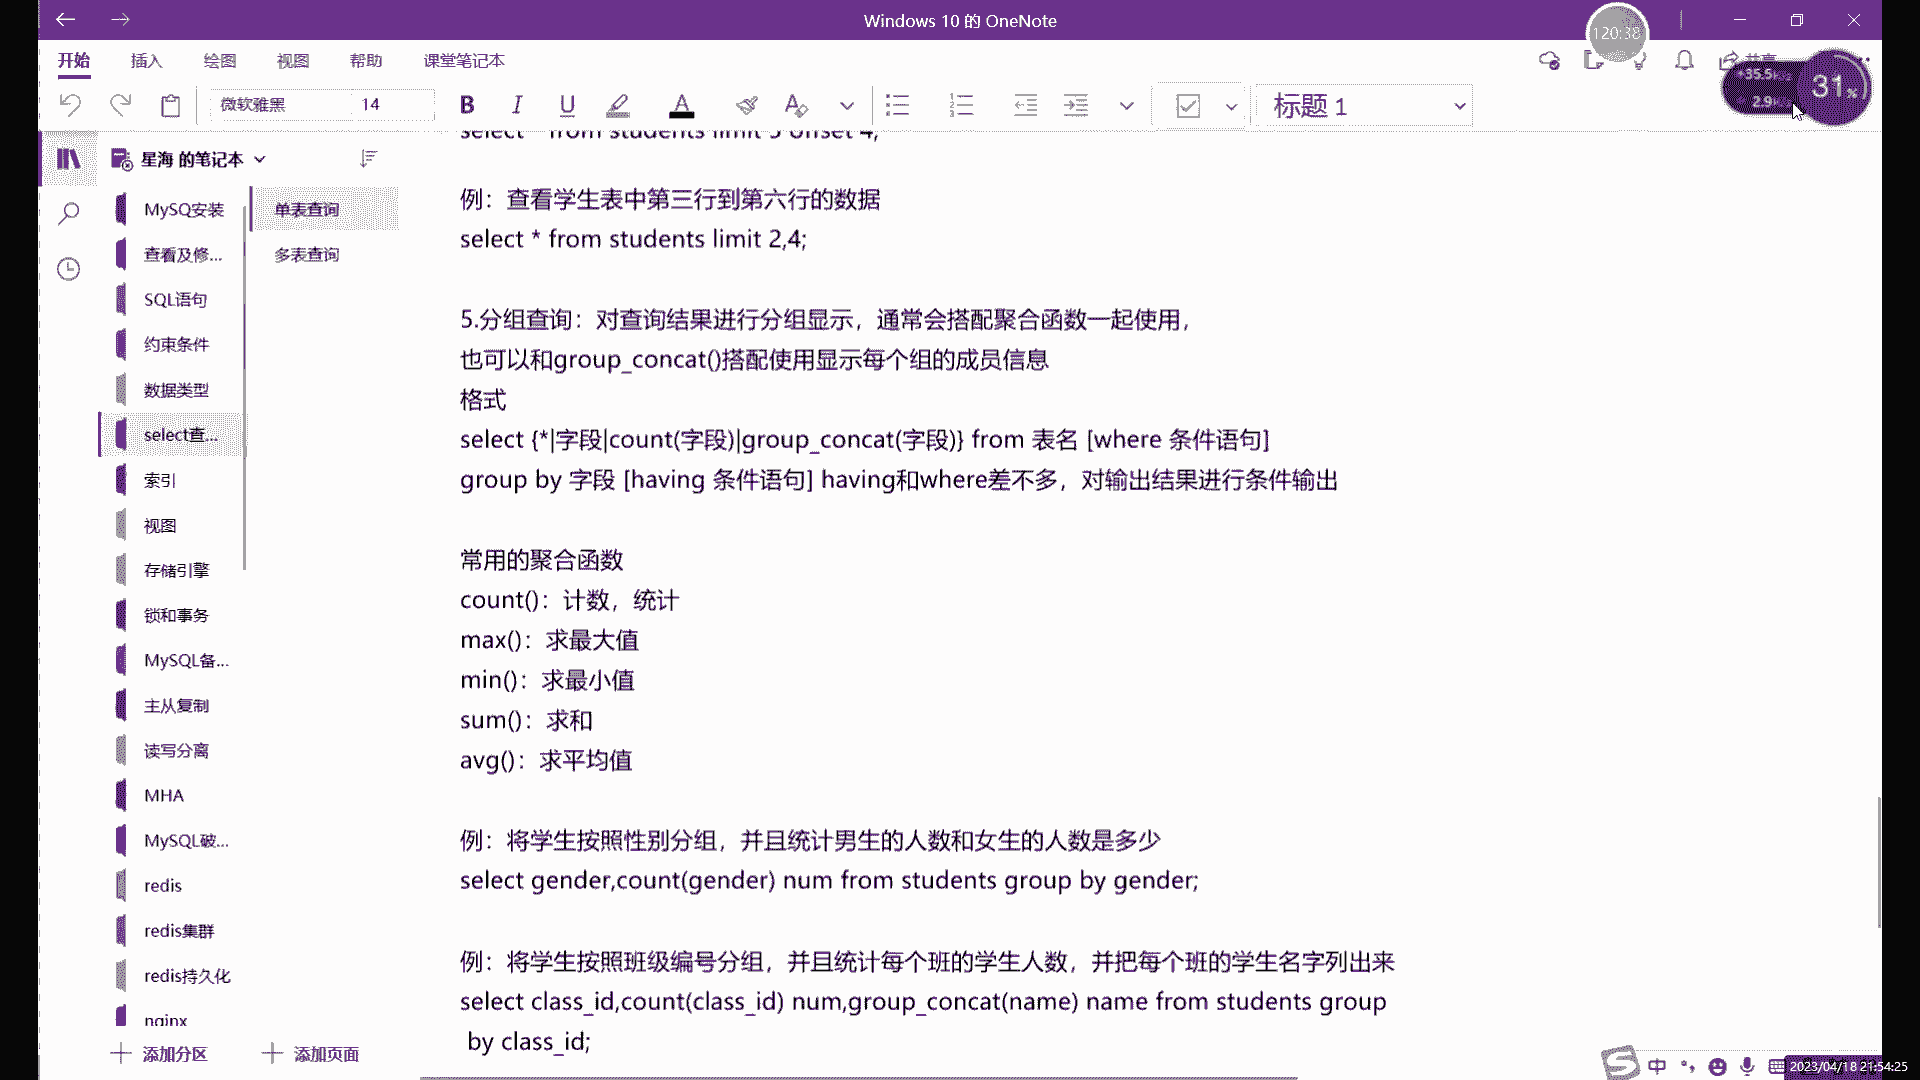 Windows 10 的 OneNote
120:38
开始 插入 绘图 视图 帮助 课堂笔记本
共享
微软雅黑 14
B I U A
标题 1
31%
星海 的笔记本
MySQ安装
查看及修...
SQL语句
约束条件
数据类型
select查...
索引
视图
存储引擎
锁和事务
MySQL备...
主从复制
读写分离
MHA
MySQL破...
redis
redis集群
redis持久化
nginx
添加分区
单表查询
多表查询
添加页面
例：查看学生表中第三行到第六行的数据
select * from students limit 2,4;
5.分组查询：对查询结果进行分组显示，通常会搭配聚合函数一起使用，
也可以和group_concat()搭配使用显示每个组的成员信息
格式
select {*|字段|count(字段)|group_concat(字段)} from 表名 [where 条件语句]
group by 字段 [having 条件语句] having和where差不多，对输出结果进行条件输出
常用的聚合函数
count()：计数，统计
max()：求最大值
min()：求最小值
sum()：求和
avg()：求平均值
例：将学生按照性别分组，并且统计男生的人数和女生的人数是多少
select gender,count(gender) num from students group by gender;
例：将学生按照班级编号分组，并且统计每个班的学生人数，并把每个班的学生名字列出来
select class_id,count(class_id) num,group_concat(name) name from students group
by class_id;
中
2023/04/18 21:54:25